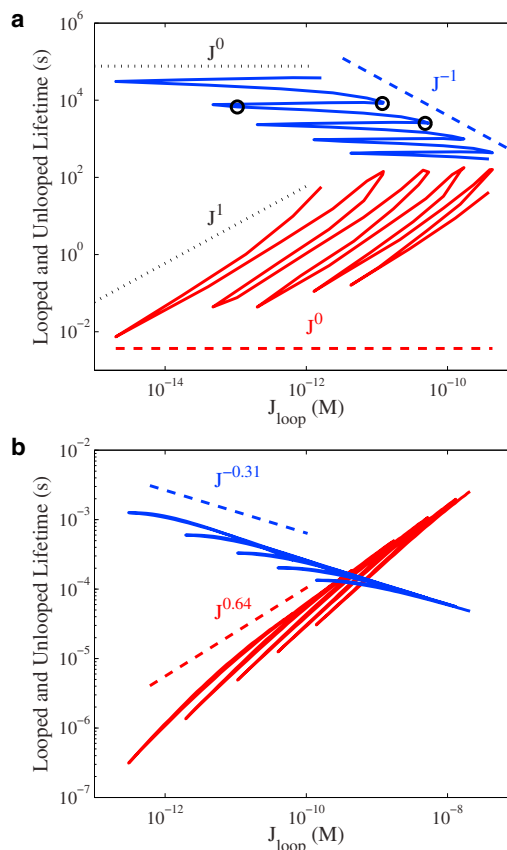 a
10^6
10^4
10^2
10^0
10^-2
Looped and Unlooped Lifetime (s)
J^0
J^-1
J^1
J^0
10^-14
10^-12
10^-10
J_loop (M)
b
10^-2
10^-3
10^-4
10^-5
10^-6
10^-7
Looped and Unlooped Lifetime (s)
J^-0.31
J^0.64
10^-12
10^-10
10^-8
J_loop (M)